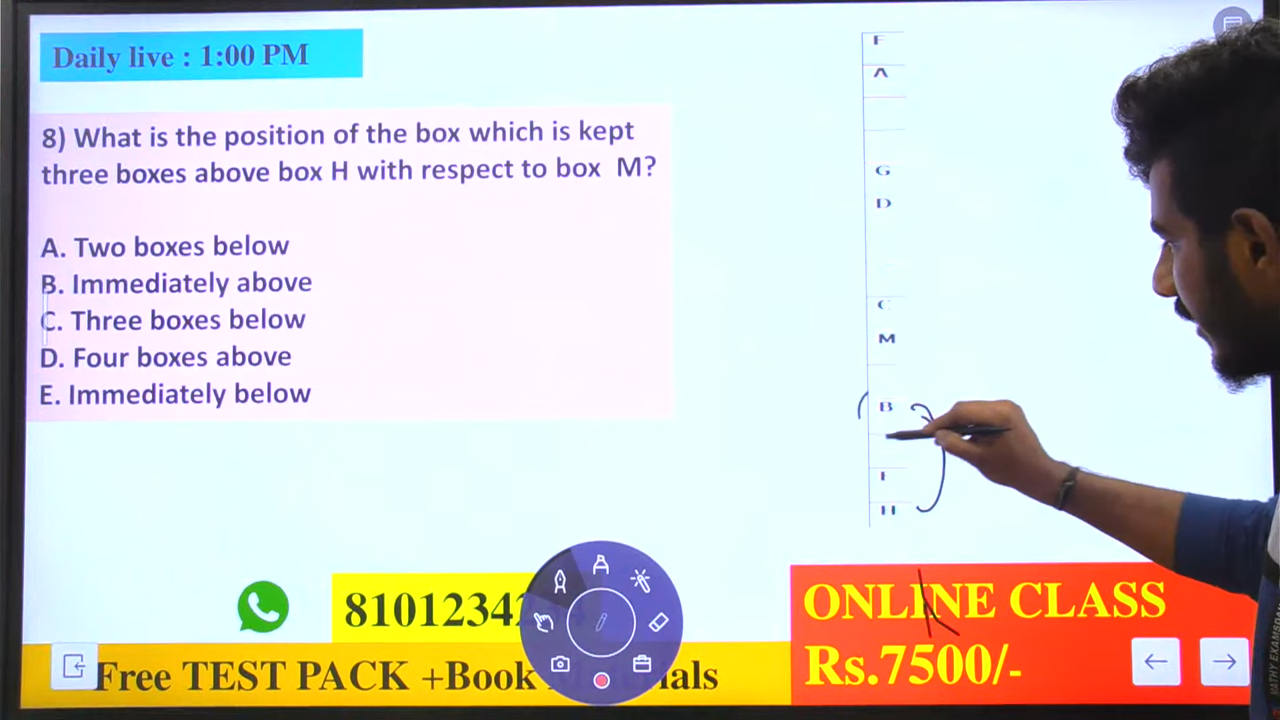 Daily live : 1:00 PM
8) What is the position of the box which is kept
three boxes above box H with respect to box M?
A. Two boxes below
B. Immediately above
C. Three boxes below
D. Four boxes above
E. Immediately below
F
A
G
D
C
M
B
I
H
8101234
ONLINE CLASS
Rs.7500/-
Free TEST PACK +Book